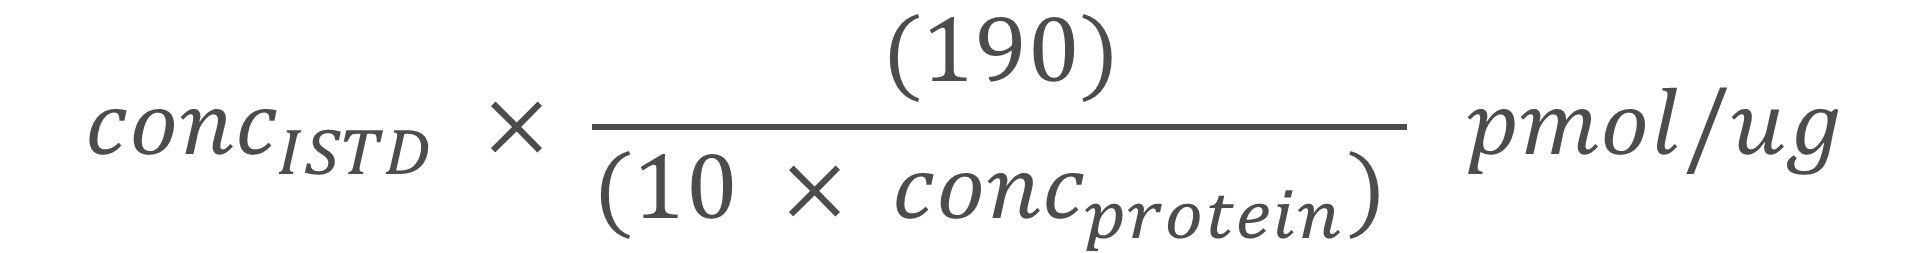 conc_ISTD × (190) / (10 × conc_protein) pmol/ug